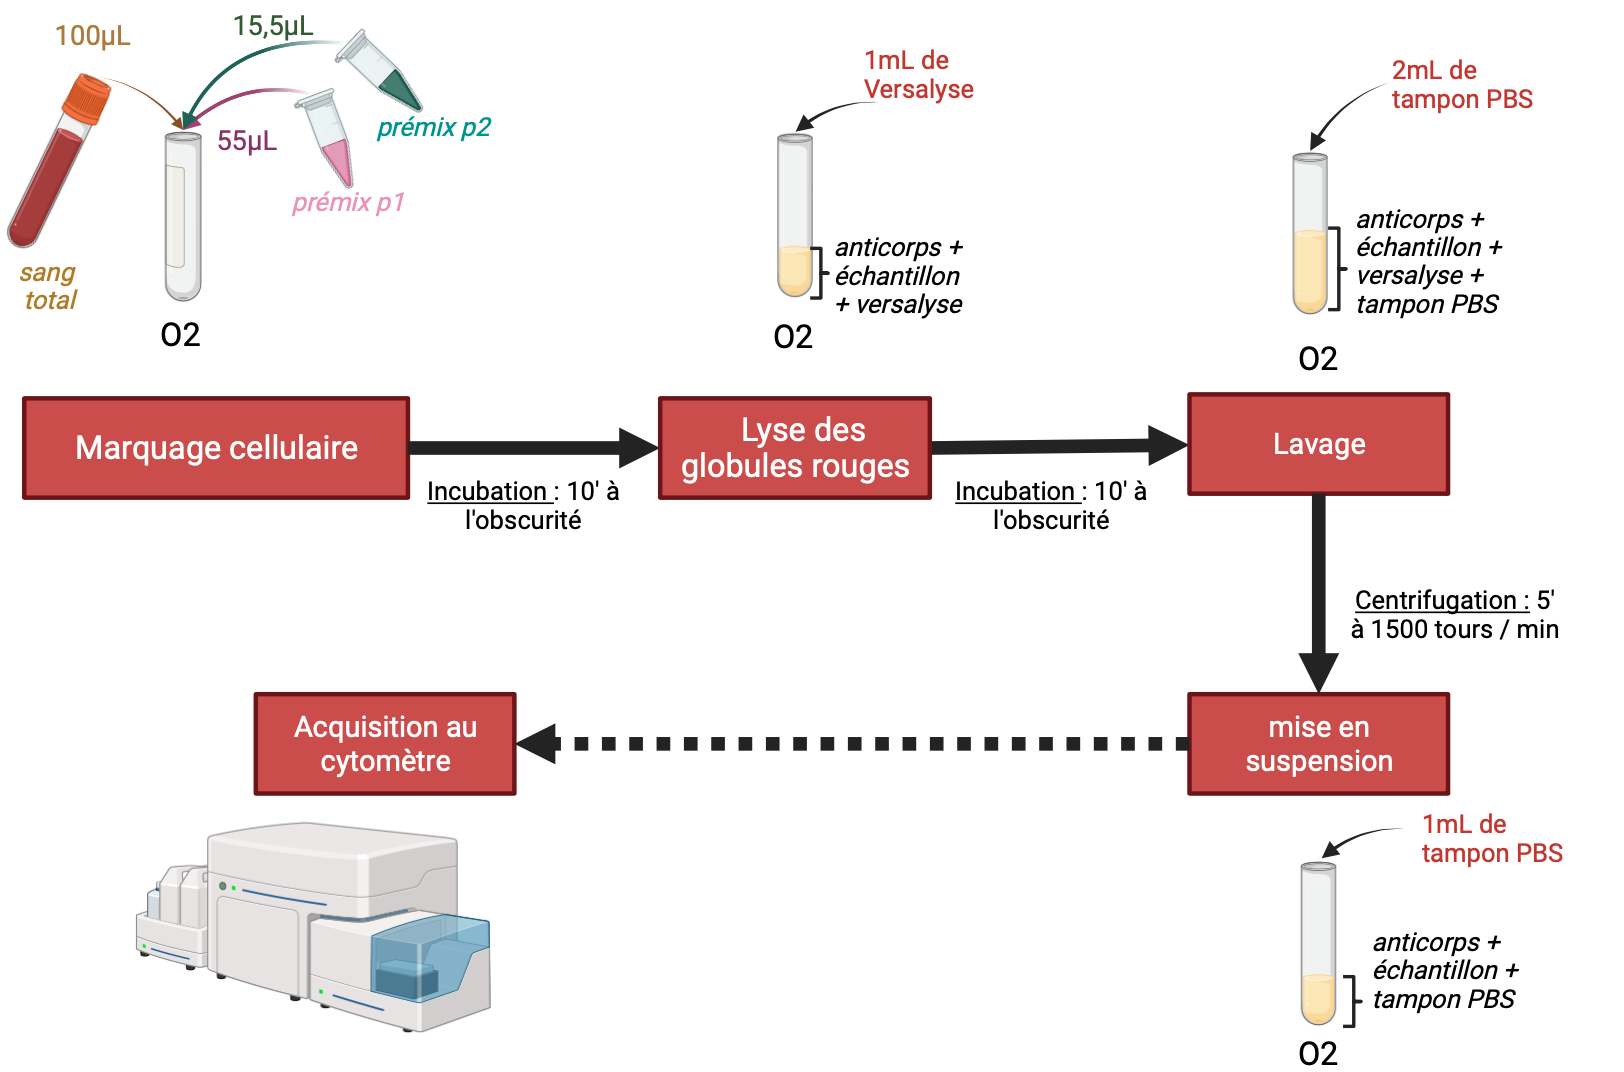 100µL
15,5µL
prémix p2
55µL
prémix p1
sang
total
O2
1mL de
Versalyse
anticorps +
échantillon
+ versalyse
O2
2mL de
tampon PBS
anticorps +
échantillon +
versalyse +
tampon PBS
O2
Marquage cellulaire
Incubation : 10' à
l'obscurité
Lyse des
globules rouges
Incubation : 10' à
l'obscurité
Lavage
Centrifugation : 5'
à 1500 tours / min
mise en
suspension
Acquisition au
cytomètre
1mL de
tampon PBS
anticorps +
échantillon +
tampon PBS
O2